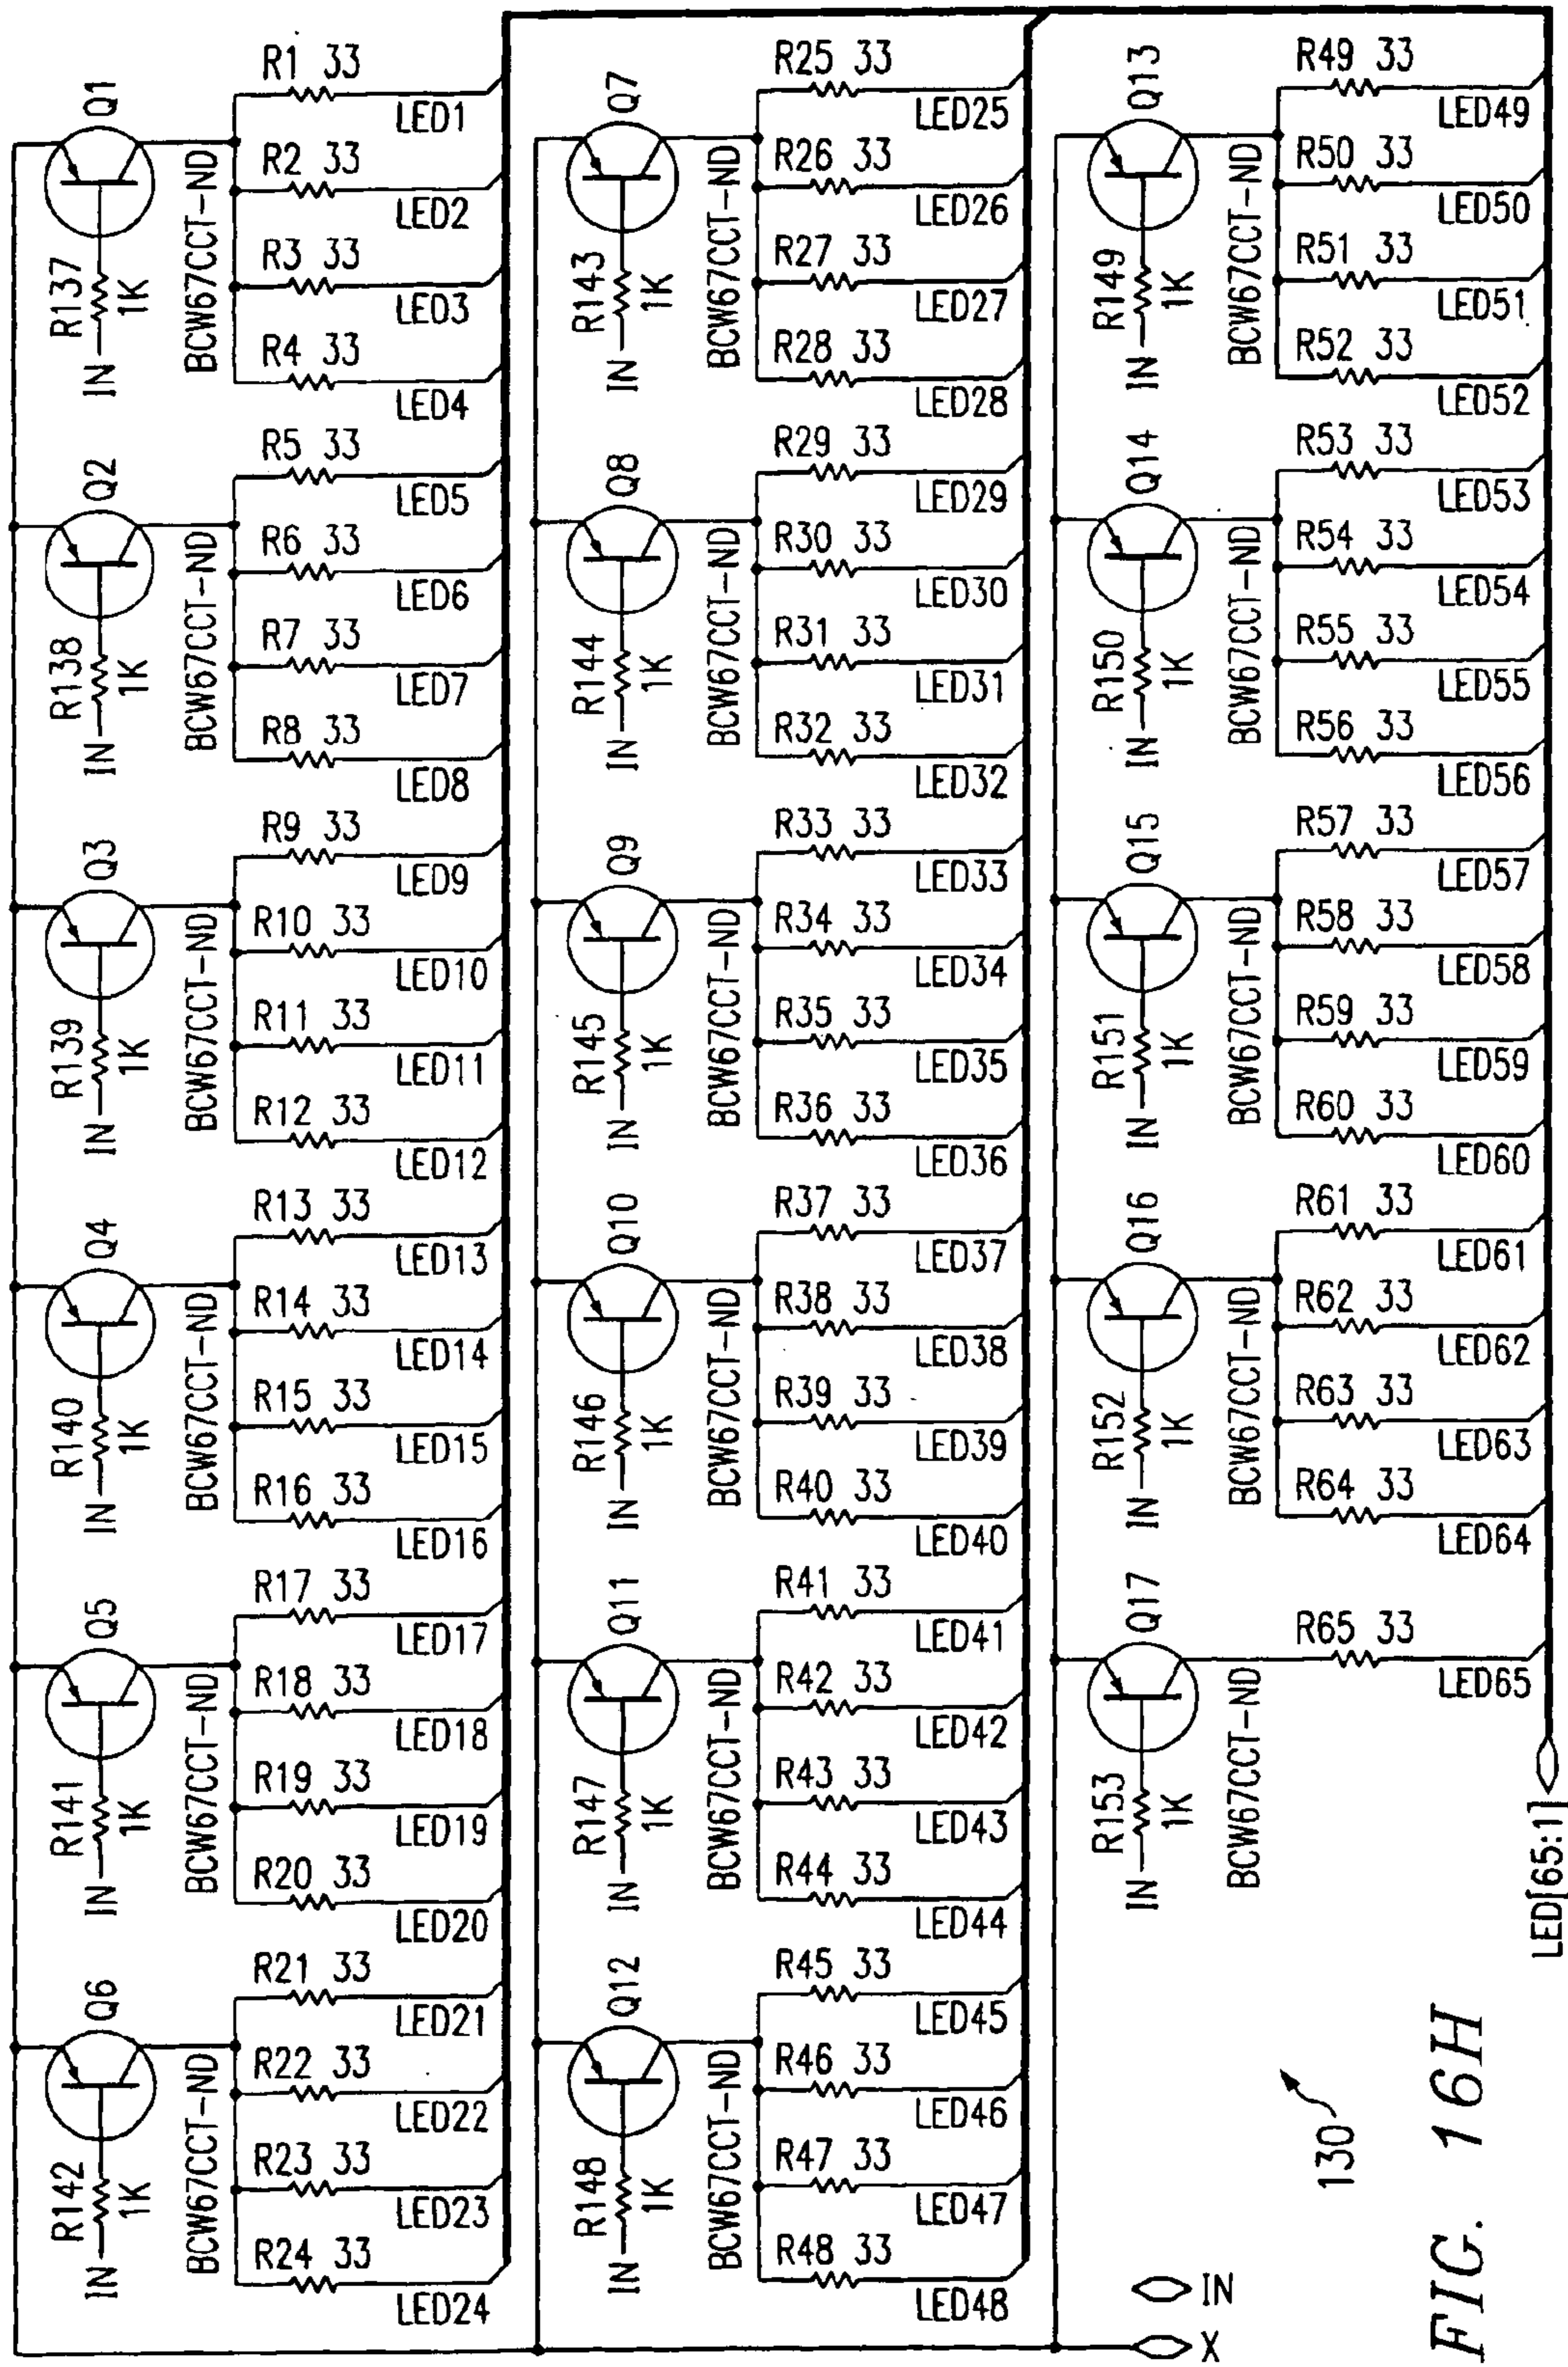 R1 33
LED1
R2 33
LED2
R3 33
LED3
R4 33
LED4
Q1
R137
1K
IN
BCW67CCT-ND
R5 33
LED5
R6 33
LED6
R7 33
LED7
R8 33
LED8
Q2
R138
1K
IN
BCW67CCT-ND
R9 33
LED9
R10 33
LED10
R11 33
LED11
R12 33
LED12
Q3
R139
1K
IN
BCW67CCT-ND
R13 33
LED13
R14 33
LED14
R15 33
LED15
R16 33
LED16
Q4
R140
1K
IN
BCW67CCT-ND
R17 33
LED17
R18 33
LED18
R19 33
LED19
R20 33
LED20
Q5
R141
1K
IN
BCW67CCT-ND
R21 33
LED21
R22 33
LED22
R23 33
LED23
R24 33
LED24
Q6
R142
1K
IN
BCW67CCT-ND
R25 33
LED25
R26 33
LED26
R27 33
LED27
R28 33
LED28
Q7
R143
1K
IN
BCW67CCT-ND
R29 33
LED29
R30 33
LED30
R31 33
LED31
R32 33
LED32
Q8
R144
1K
IN
BCW67CCT-ND
R33 33
LED33
R34 33
LED34
R35 33
LED35
R36 33
LED36
Q9
R145
1K
IN
BCW67CCT-ND
R37 33
LED37
R38 33
LED38
R39 33
LED39
R40 33
LED40
Q10
R146
1K
IN
BCW67CCT-ND
R41 33
LED41
R42 33
LED42
R43 33
LED43
R44 33
LED44
Q11
R147
1K
IN
BCW67CCT-ND
R45 33
LED45
R46 33
LED46
R47 33
LED47
R48 33
LED48
Q12
R148
1K
IN
BCW67CCT-ND
R49 33
LED49
R50 33
LED50
R51 33
LED51
R52 33
LED52
Q13
R149
1K
IN
BCW67CCT-ND
R53 33
LED53
R54 33
LED54
R55 33
LED55
R56 33
LED56
Q14
R150
1K
IN
BCW67CCT-ND
R57 33
LED57
R58 33
LED58
R59 33
LED59
R60 33
LED60
Q15
R151
1K
IN
BCW67CCT-ND
R61 33
LED61
R62 33
LED62
R63 33
LED63
R64 33
LED64
Q16
R152
1K
IN
BCW67CCT-ND
R65 33
LED65
Q17
R153
1K
IN
BCW67CCT-ND
LED[65:1]
130
IN
X
FIG. 16H